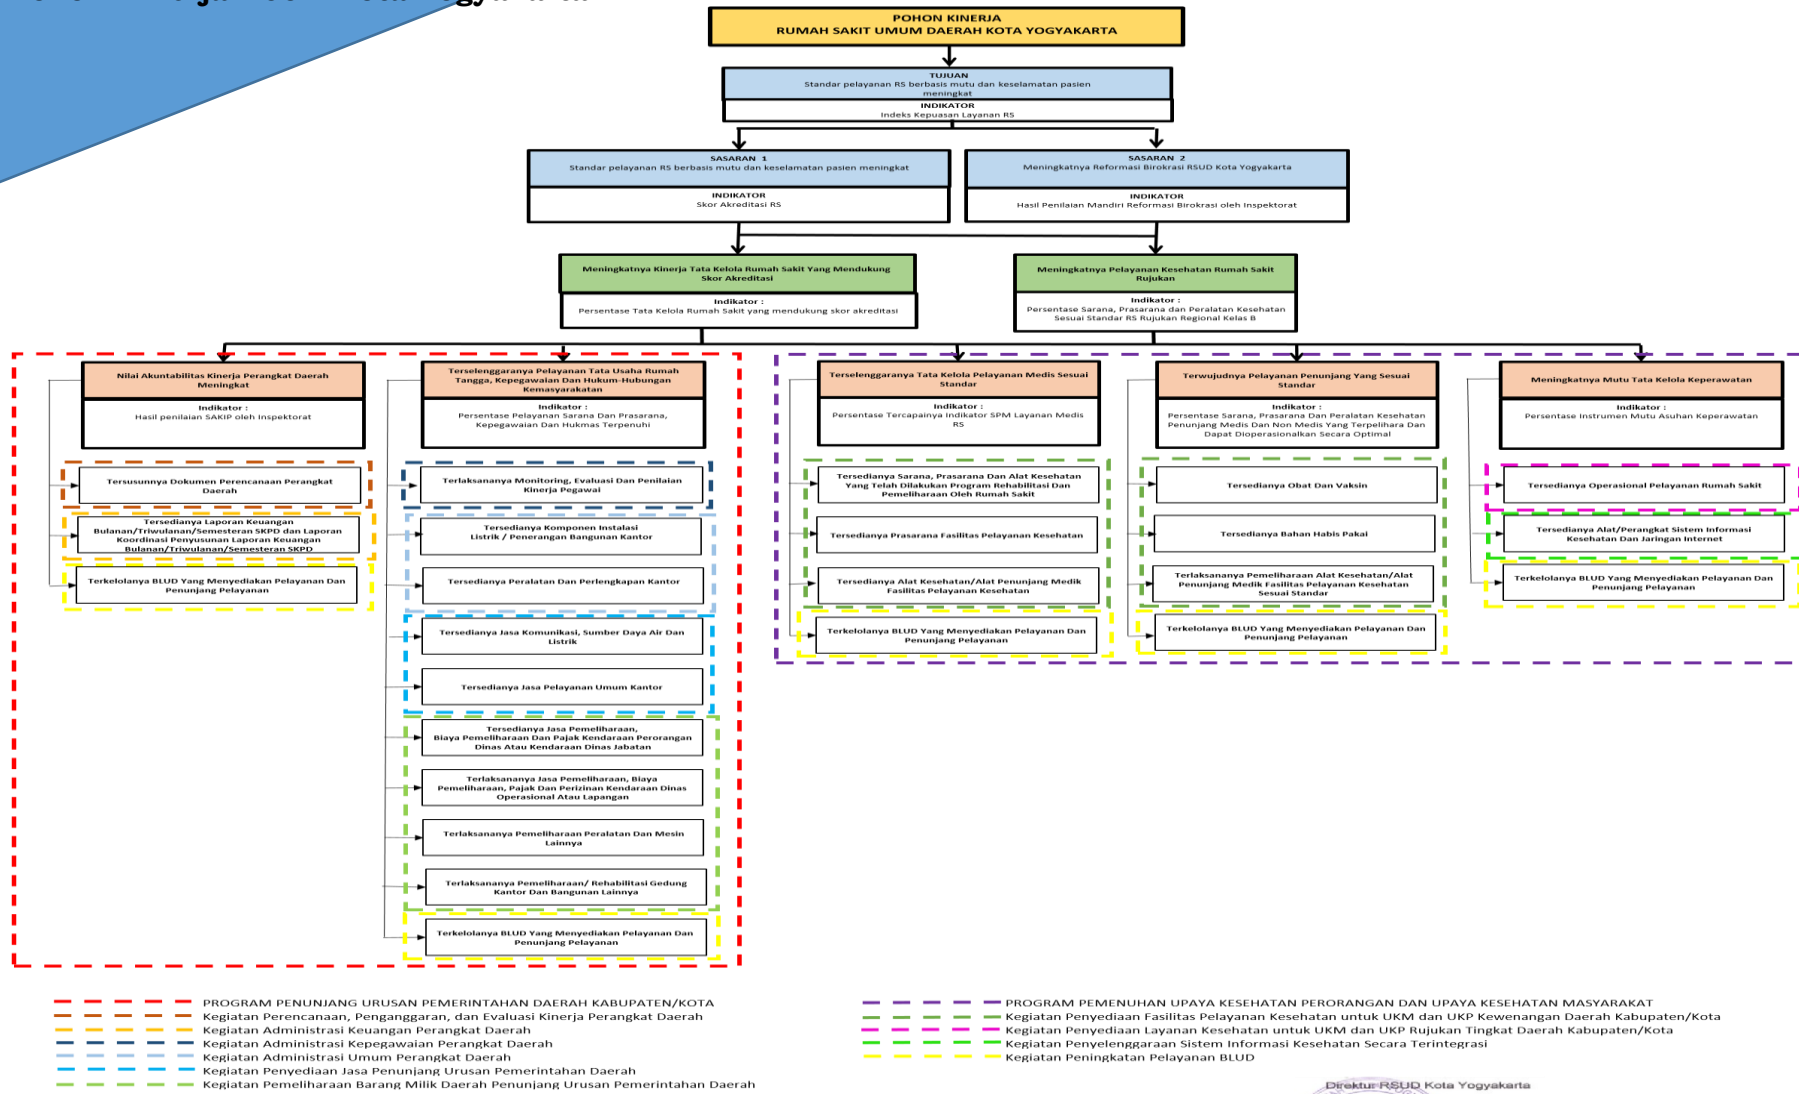 POHON KINERJA
RUMAH SAKIT UMUM DAERAH KOTA YOGYAKARTA
TUJUAN
Standar pelayanan RS berbasis mutu dan keselamatan pasien
meningkat
INDIKATOR
Indeks Kepuasan Layanan RS
SASARAN 1
Standar pelayanan RS berbasis mutu dan keselamatan pasien meningkat
INDIKATOR
Skor Akreditasi RS
SASARAN 2
Meningkatnya Reformasi Birokrasi RSUD Kota Yogyakarta
INDIKATOR
Hasil Penilaian Mandiri Reformasi Birokrasi oleh Inspektorat
Meningkatnya Kinerja Tata Kelola Rumah Sakit Yang Mendukung
Skor Akreditasi
Indikator :
Persentase Tata Kelola Rumah Sakit yang mendukung skor akreditasi
Meningkatnya Pelayanan Kesehatan Rumah Sakit
Rujukan
Indikator :
Persentase Sarana, Prasarana dan Peralatan Kesehatan
Sesuai Standar RS Rujukan Regional Kelas B
Nilai Akuntabilitas Kinerja Perangkat Daerah
Meningkat
Indikator :
Hasil penilaian SAKIP oleh Inspektorat
Tersusunnya Dokumen Perencanaan Perangkat
Daerah
Tersedianya Laporan Keuangan
Bulanan/Triwulanan/Semesteran SKPD dan Laporan
Koordinasi Penyusunan Laporan Keuangan
Bulanan/Triwulanan/Semesteran SKPD
Terkelolanya BLUD Yang Menyediakan Pelayanan Dan
Penunjang Pelayanan
Terselenggaranya Pelayanan Tata Usaha Rumah
Tangga, Kepegawaian Dan Hukum-Hubungan
Kemasyarakatan
Indikator :
Persentase Pelayanan Sarana Dan Prasarana,
Kepegawaian Dan Hukmas Terpenuhi
Terlaksananya Monitoring, Evaluasi Dan Penilaian
Kinerja Pegawai
Tersedianya Komponen Instalasi
Listrik / Penerangan Bangunan Kantor
Tersedianya Peralatan Dan Perlengkapan Kantor
Tersedianya Jasa Komunikasi, Sumber Daya Air Dan
Listrik
Tersedianya Jasa Pelayanan Umum Kantor
Tersedianya Jasa Pemeliharaan,
Biaya Pemeliharaan Dan Pajak Kendaraan Perorangan
Dinas Atau Kendaraan Dinas Jabatan
Terlaksananya Jasa Pemeliharaan, Biaya
Pemeliharaan, Pajak Dan Perizinan Kendaraan Dinas
Operasional Atau Lapangan
Terlaksananya Pemeliharaan Peralatan Dan Mesin
Lainnya
Terlaksananya Pemeliharaan/ Rehabilitasi Gedung
Kantor Dan Bangunan Lainnya
Terkelolanya BLUD Yang Menyediakan Pelayanan Dan
Penunjang Pelayanan
Terselenggaranya Tata Kelola Pelayanan Medis Sesuai
Standar
Indikator :
Persentase Tercapainya Indikator SPM Layanan Medis
RS
Tersedianya Sarana, Prasarana Dan Alat Kesehatan
Yang Telah Dilakukan Program Rehabilitasi Dan
Pemeliharaan Oleh Rumah Sakit
Tersedianya Prasarana Fasilitas Pelayanan Kesehatan
Tersedianya Alat Kesehatan/Alat Penunjang Medik
Fasilitas Pelayanan Kesehatan
Terkelolanya BLUD Yang Menyediakan Pelayanan Dan
Penunjang Pelayanan
Terwujudnya Pelayanan Penunjang Yang Sesuai
Standar
Indikator :
Persentase Sarana, Prasarana Dan Peralatan Kesehatan
Penunjang Medis Dan Non Medis Yang Terpelihara Dan
Dapat Dioperasionalkan Secara Optimal
Tersedianya Obat Dan Vaksin
Tersedianya Bahan Habis Pakai
Terlaksananya Pemeliharaan Alat Kesehatan/Alat
Penunjang Medik Fasilitas Pelayanan Kesehatan
Sesuai Standar
Terkelolanya BLUD Yang Menyediakan Pelayanan Dan
Penunjang Pelayanan
Meningkatnya Mutu Tata Kelola Keperawatan
Indikator :
Persentase Instrumen Mutu Asuhan Keperawatan
Tersedianya Operasional Pelayanan Rumah Sakit
Tersedianya Alat/Perangkat Sistem Informasi
Kesehatan Dan Jaringan Internet
Terkelolanya BLUD Yang Menyediakan Pelayanan Dan
Penunjang Pelayanan
PROGRAM PENUNJANG URUSAN PEMERINTAHAN DAERAH KABUPATEN/KOTA
Kegiatan Perencanaan, Penganggaran, dan Evaluasi Kinerja Perangkat Daerah
Kegiatan Administrasi Keuangan Perangkat Daerah
Kegiatan Administrasi Kepegawaian Perangkat Daerah
Kegiatan Administrasi Umum Perangkat Daerah
Kegiatan Penyediaan Jasa Penunjang Urusan Pemerintahan Daerah
Kegiatan Pemeliharaan Barang Milik Daerah Penunjang Urusan Pemerintahan Daerah
PROGRAM PEMENUHAN UPAYA KESEHATAN PERORANGAN DAN UPAYA KESEHATAN MASYARAKAT
Kegiatan Penyediaan Fasilitas Pelayanan Kesehatan untuk UKM dan UKP Kewenangan Daerah Kabupaten/Kota
Kegiatan Penyediaan Layanan Kesehatan untuk UKM dan UKP Rujukan Tingkat Daerah Kabupaten/Kota
Kegiatan Penyelenggaraan Sistem Informasi Kesehatan Secara Terintegrasi
Kegiatan Peningkatan Pelayanan BLUD
Direktur RSUD Kota Yogyakarta